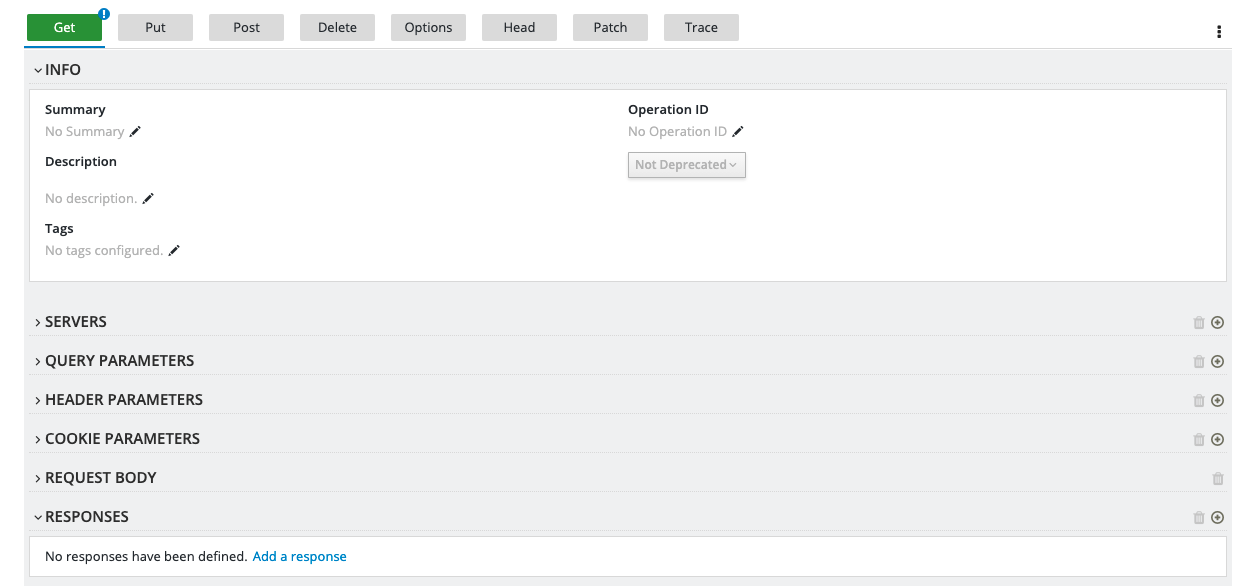 Get ! Put Post Delete Options Head Patch Trace
INFO
Summary Operation ID
No Summary No Operation ID
Description Not Deprecated
No description.
Tags
No tags configured.
SERVERS
QUERY PARAMETERS
HEADER PARAMETERS
COOKIE PARAMETERS
REQUEST BODY
RESPONSES
No responses have been defined. Add a response